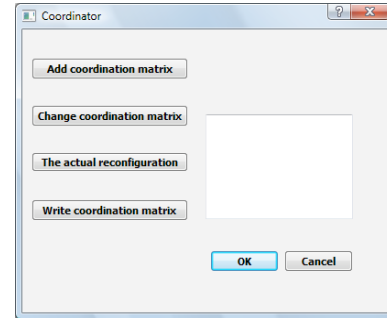 Coordinator
Add coordination matrix
Change coordination matrix
The actual reconfiguration
Write coordination matrix
OK
Cancel